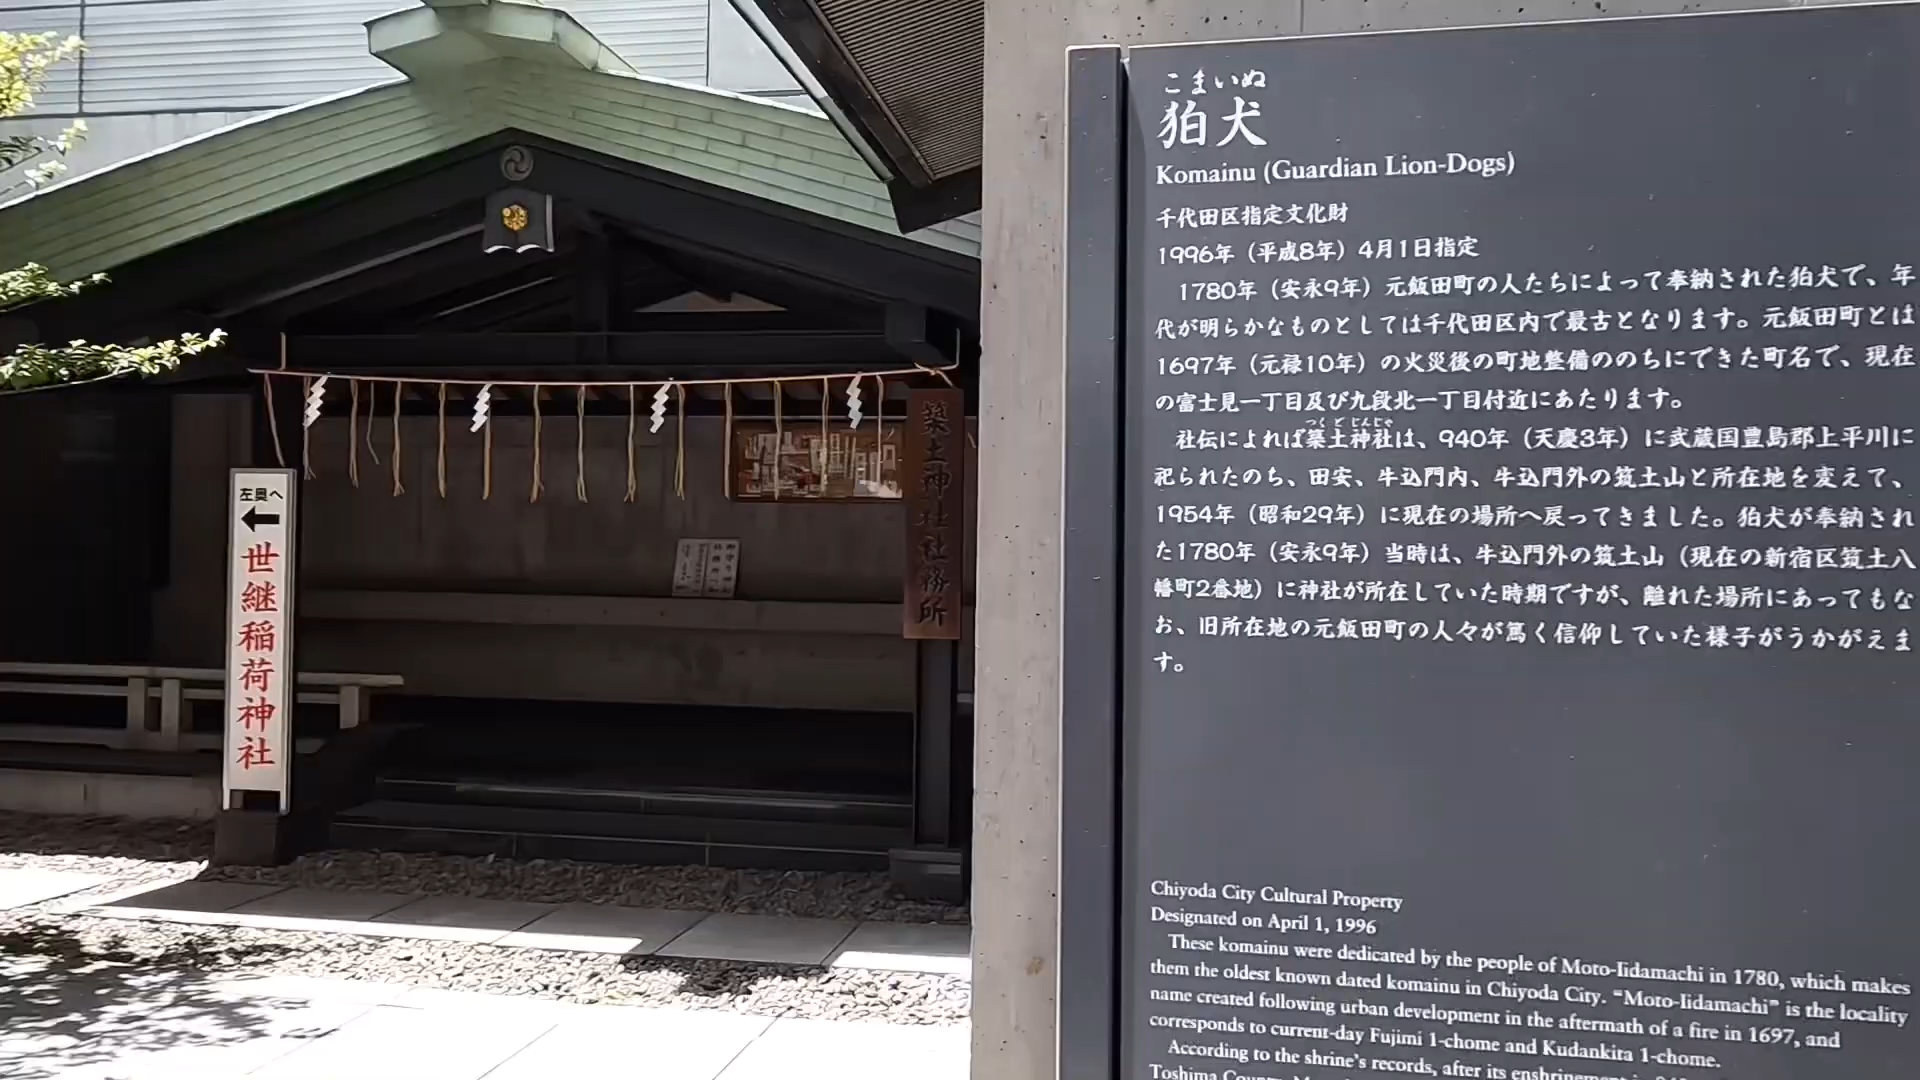 左奥へ
世継稲荷神社
築土神社社務所
こまいぬ
狛犬
Komainu (Guardian Lion-Dogs)
千代田区指定文化財
1996年（平成8年）4月1日指定
1780年（安永9年）元飯田町の人たちによって奉納された狛犬で、年
代が明らかなものとしては千代田区内で最古となります。元飯田町とは
1697年（元禄10年）の火災後の町地整備ののちにできた町名で、現在
の富士見一丁目及び九段北一丁目付近にあたります。
つくどじんじゃ
社伝によれば築土神社は、940年（天慶3年）に武蔵国豊島郡上平川に
祀られたのち、田安、牛込門内、牛込門外の筑土山と所在地を変えて、
1954年（昭和29年）に現在の場所へ戻ってきました。狛犬が奉納され
た1780年（安永9年）当時は、牛込門外の筑土山（現在の新宿区筑土八
幡町2番地）に神社が所在していた時期ですが、離れた場所にあってもな
お、旧所在地の元飯田町の人々が篤く信仰していた様子がうかがえま
す。
Chiyoda City Cultural Property
Designated on April 1, 1996
These komainu were dedicated by the people of Moto-Iidamachi in 1780, which makes
them the oldest known dated komainu in Chiyoda City. “Moto-Iidamachi” is the locality
name created following urban development in the aftermath of a fire in 1697, and
corresponds to current-day Fujimi 1-chome and Kudankita 1-chome.
According to the shrine's records, after its enshrinement
Toshima